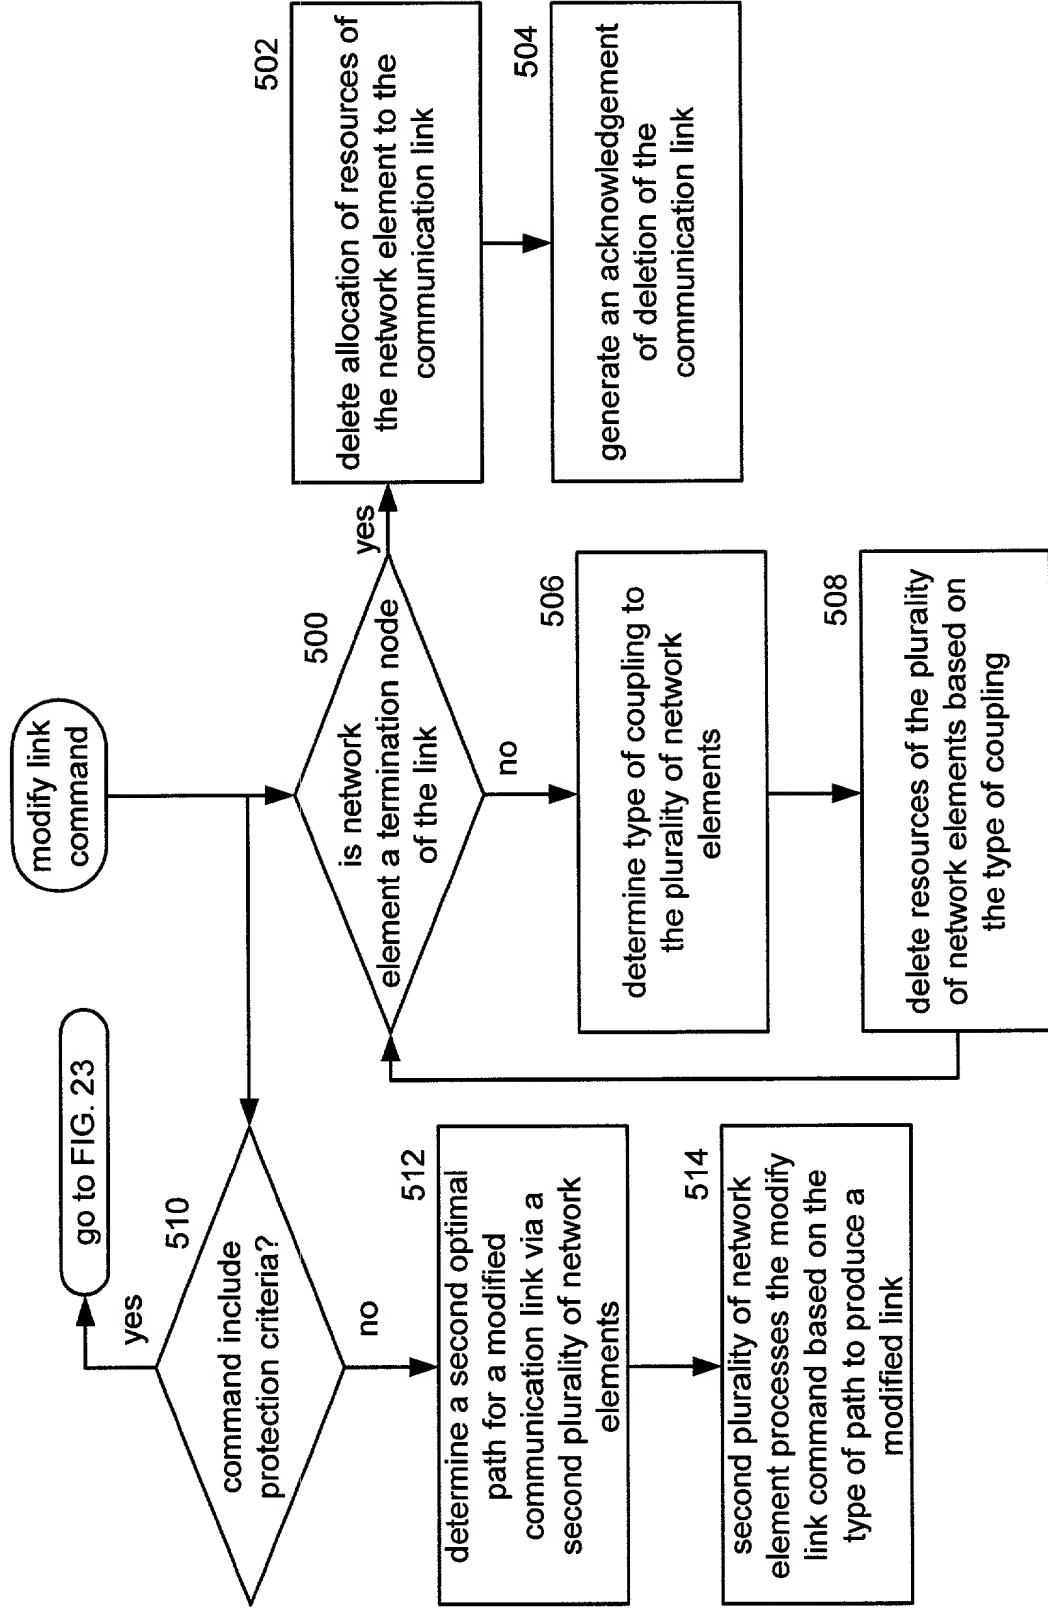 modify link
command
go to FIG. 23
510
command include
protection criteria?
yes
no
512
determine a second optimal
path for a modified
communication link via a
second plurality of network
elements
514
second plurality of network
element processes the modify
link command based on the
type of path to produce a
modified link
500
is network
element a termination node
of the link
yes
no
502
delete allocation of resources of
the network element to the
communication link
504
generate an acknowledgement
of deletion of the
communication link
506
determine type of coupling to
the plurality of network
elements
508
delete resources of the plurality
of network elements based on
the type of coupling